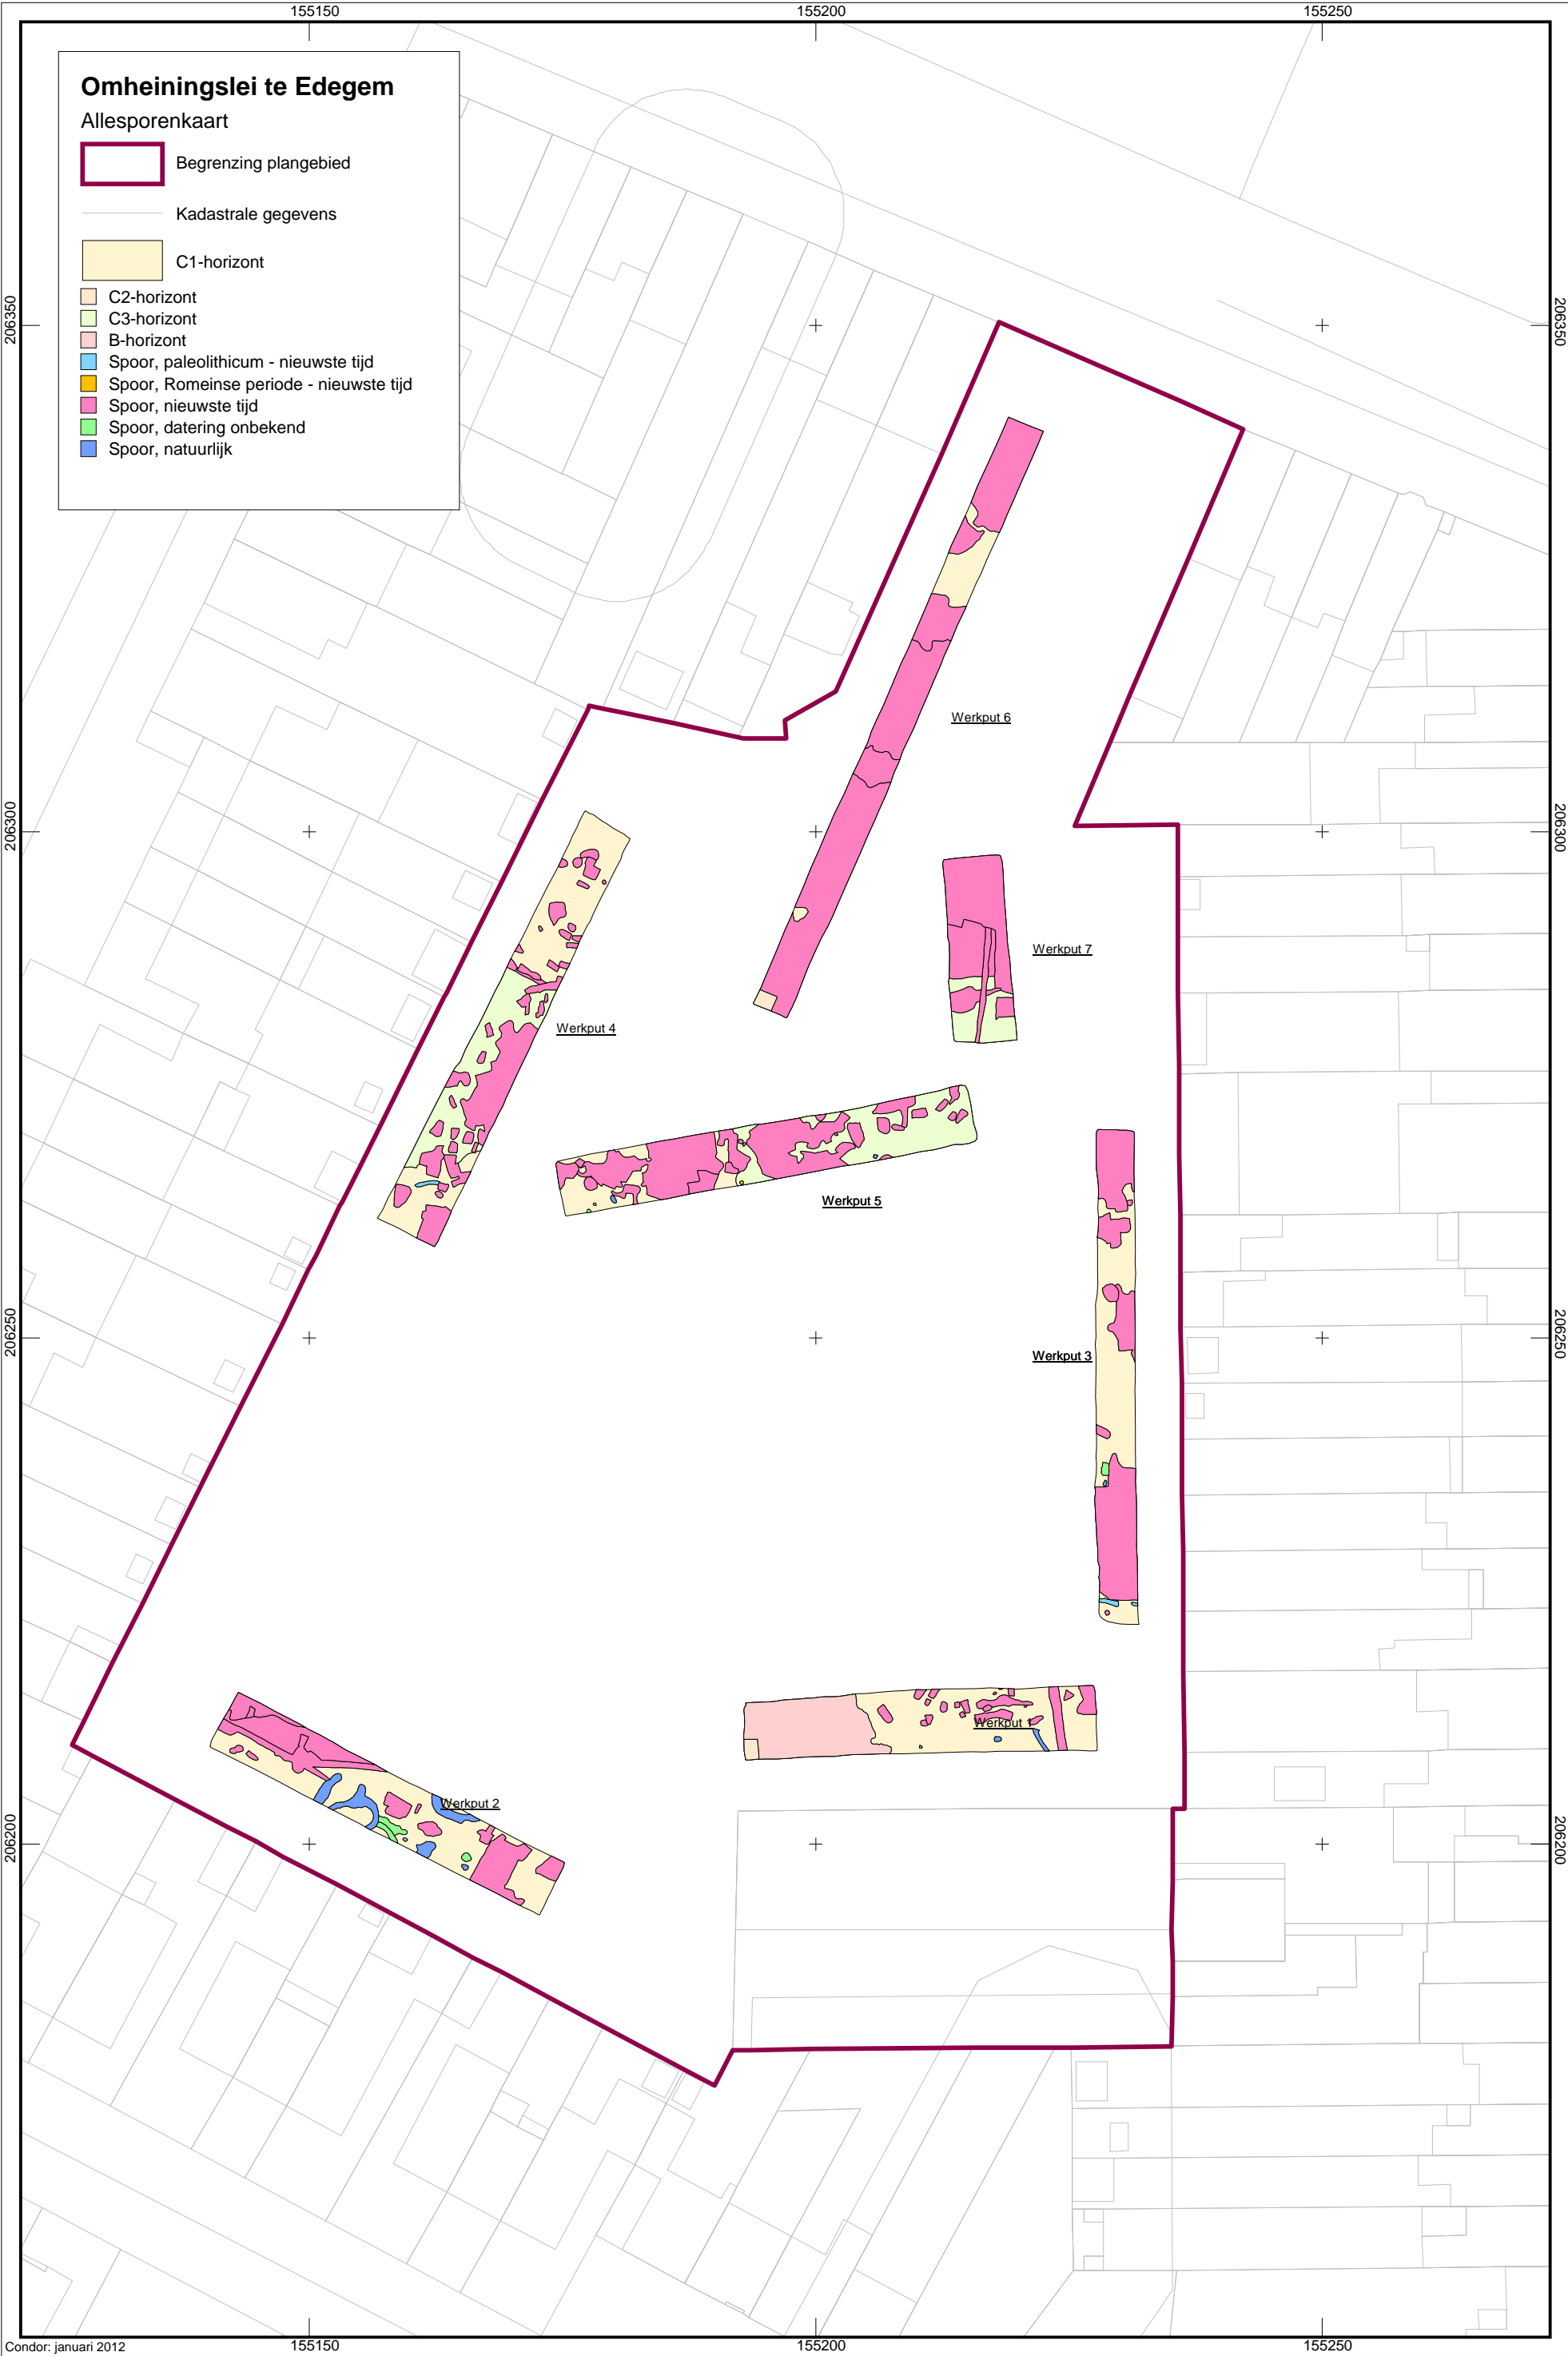 155150
155200
155250
Omheiningslei te Edegem
Allesporenkaart
Begrenzing plangebied
Kadastrale gegevens
C1-horizont
C2-horizont
C3-horizont
B-horizont
Spoor, paleolithicum - nieuwste tijd
Spoor, Romeinse periode - nieuwste tijd
Spoor, nieuwste tijd
Spoor, datering onbekend
Spoor, natuurlijk
206350
206350
Werkput 6
206300
206300
Werkput 7
Werkput 4
Werkput 5
206250
206250
Werkput 3
Werkput 1
Werkput 2
206200
206200
Condor: januari 2012
155150
155200
155250